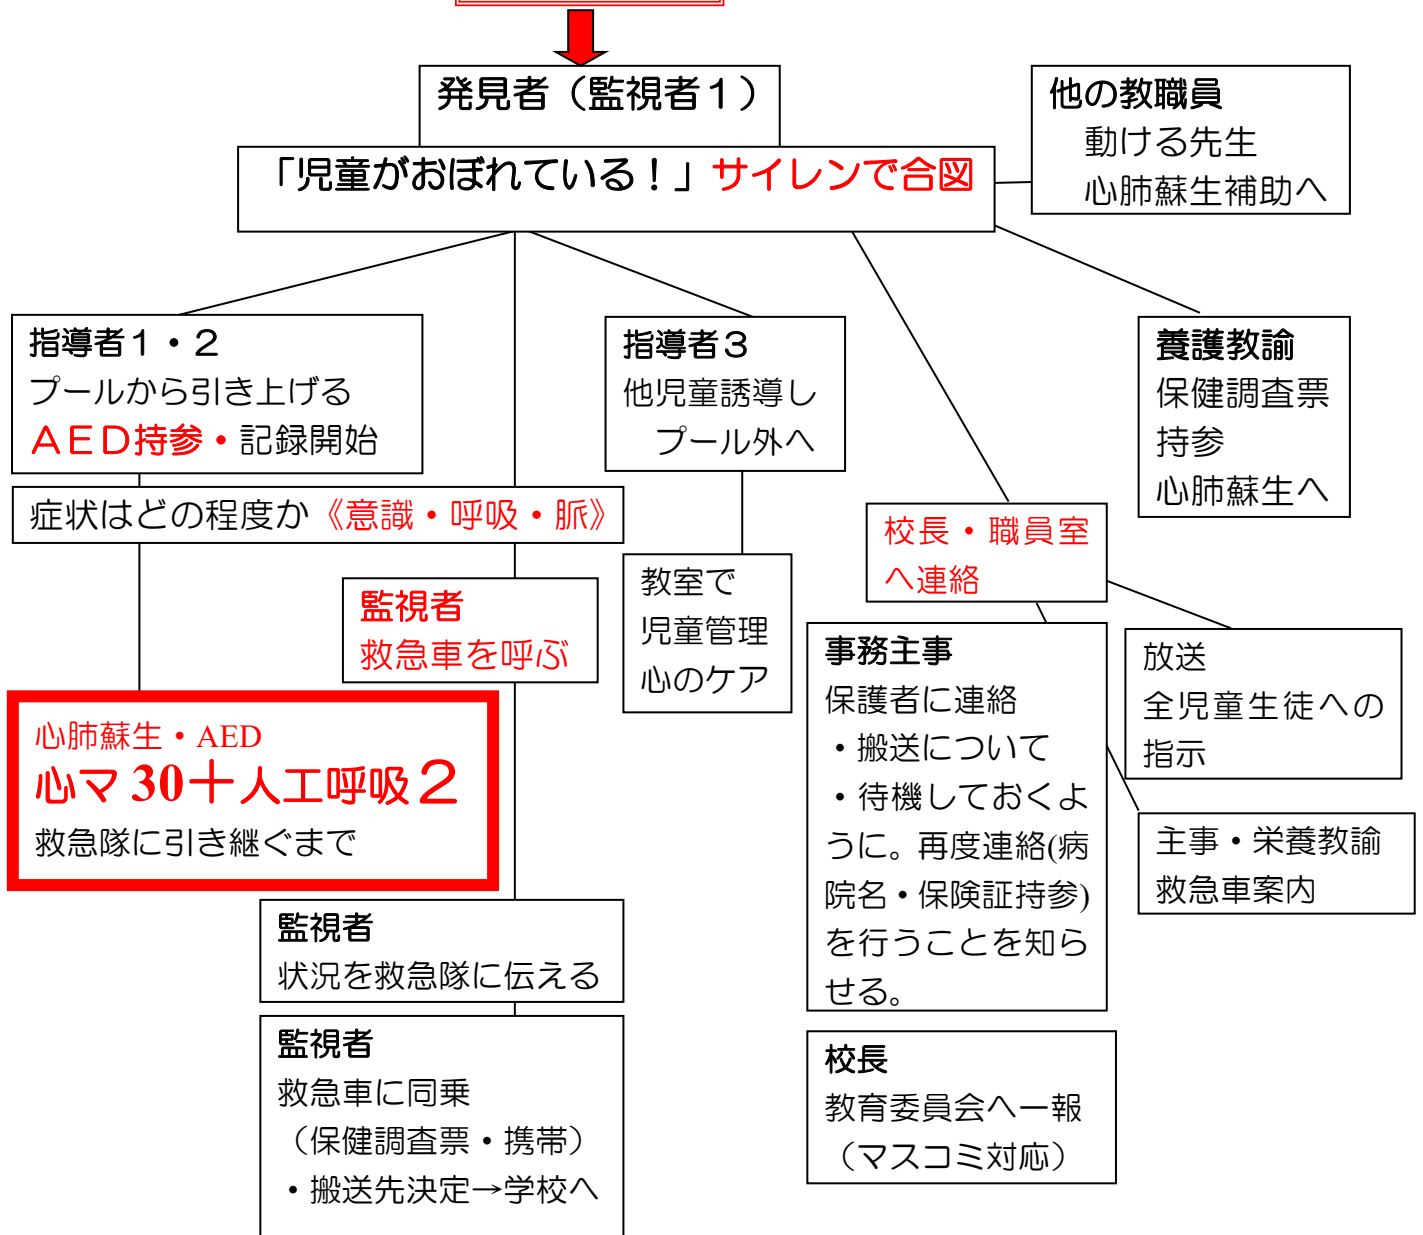 発見者（監視者１）
「児童がおぼれている！」サイレンで合図
他の教職員
動ける先生
心肺蘇生補助へ
指導者１・２
プールから引き上げる
ＡＥＤ持参・記録開始
指導者３
他児童誘導し
プール外へ
養護教諭
保健調査票
持参
心肺蘇生へ
症状はどの程度か《意識・呼吸・脈》
校長・職員室
へ連絡
監視者
救急車を呼ぶ
教室で
児童管理
心のケア
事務主事
保護者に連絡
・搬送について
・待機しておくよ
うに。再度連絡(病
院名・保険証持参)
を行うことを知ら
せる。
放送
全児童生徒への
指示
心肺蘇生・AED
心マ30＋人工呼吸２
救急隊に引き継ぐまで
主事・栄養教諭
救急車案内
監視者
状況を救急隊に伝える
監視者
救急車に同乗
（保健調査票・携帯）
・搬送先決定→学校へ
校長
教育委員会へ一報
（マスコミ対応）